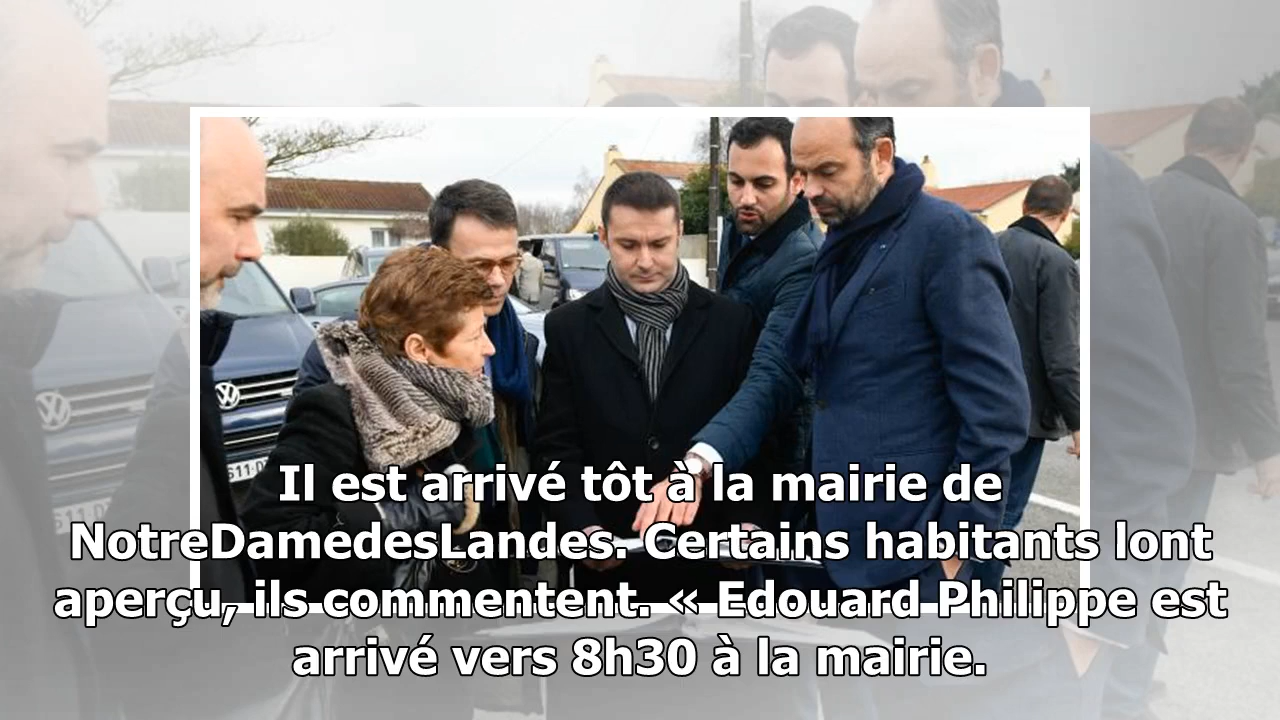 Il est arrivé tôt à la mairie de
NotreDamedesLandes. Certains habitants lont
aperçu, ils commentent. « Edouard Philippe est
arrivé vers 8h30 à la mairie.